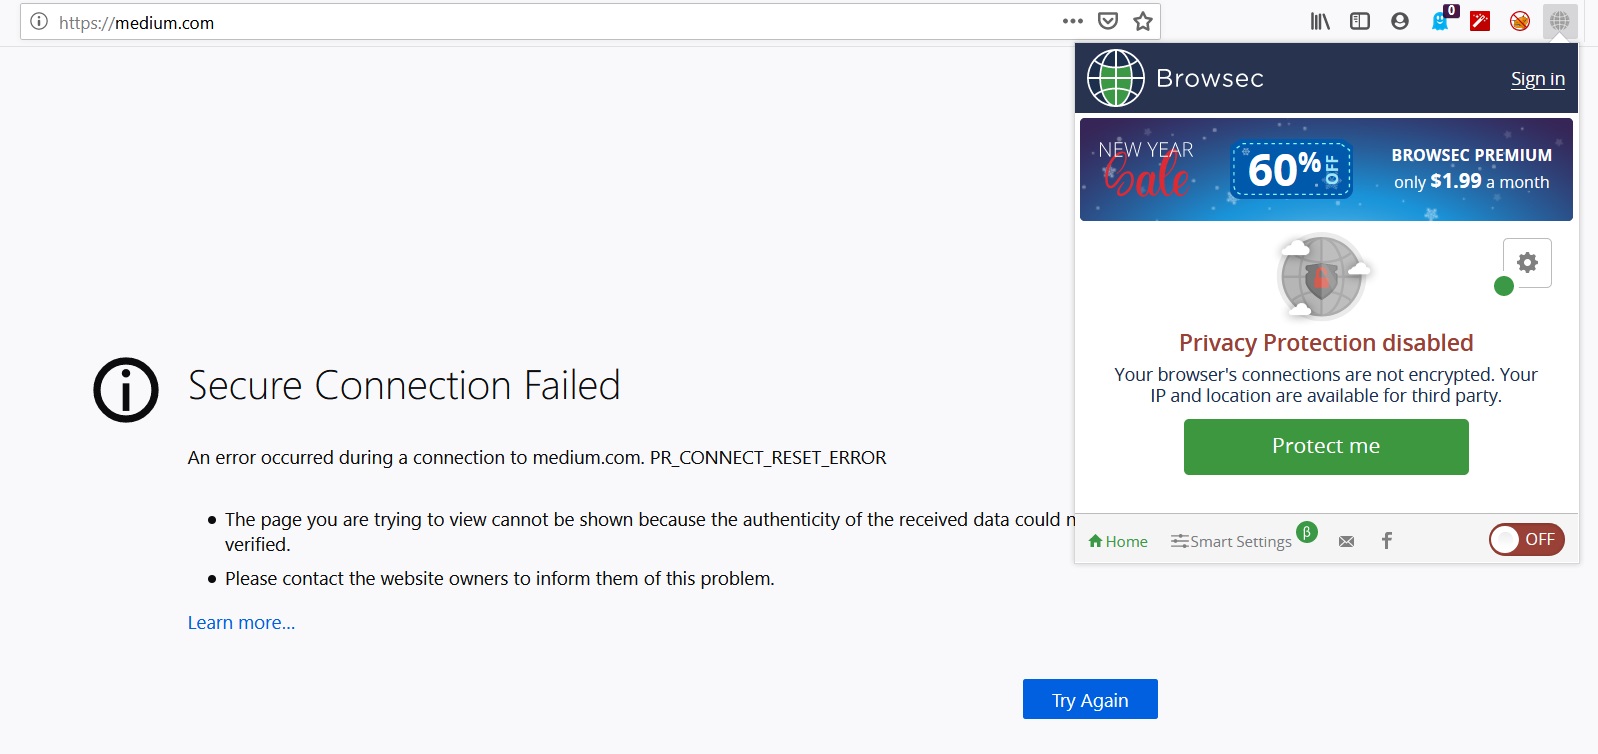 https://medium.com
0
Browsec
Sign in
NEW YEAR
Sale
60% OFF
BROWSEC PREMIUM
only $1.99 a month
Privacy Protection disabled
Your browser's connections are not encrypted. Your
IP and location are available for third party.
Protect me
Home
Smart Settings
β
OFF
Secure Connection Failed
An error occurred during a connection to medium.com. PR_CONNECT_RESET_ERROR
• The page you are trying to view cannot be shown because the authenticity of the received data could
verified.
• Please contact the website owners to inform them of this problem.
Learn more...
Try Again